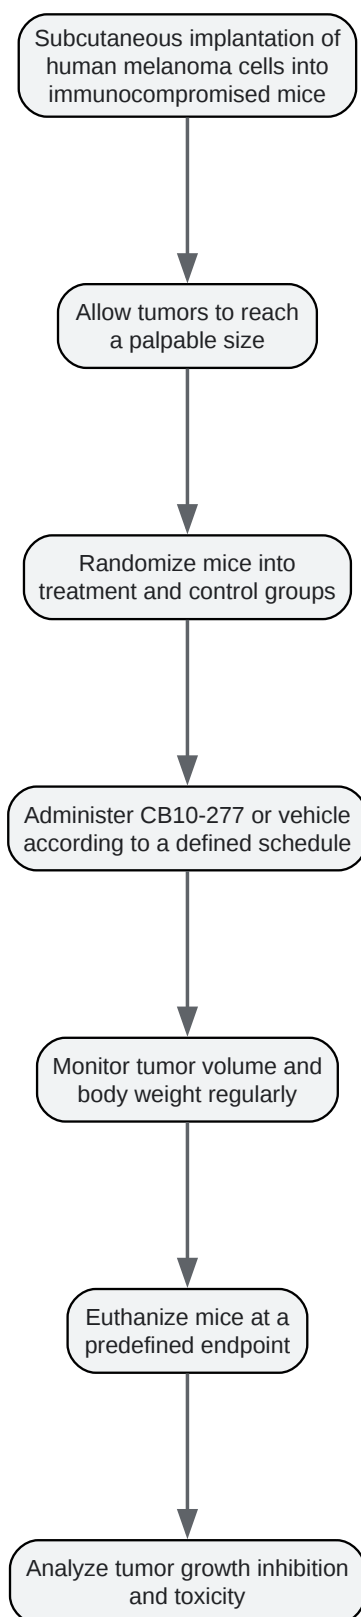 Subcutaneous implantation of
human melanoma cells into
immunocompromised mice
Allow tumors to reach
a palpable size
Randomize mice into
treatment and control groups
Administer CB10-277 or vehicle
according to a defined schedule
Monitor tumor volume and
body weight regularly
Euthanize mice at a
predefined endpoint
Analyze tumor growth inhibition
and toxicity